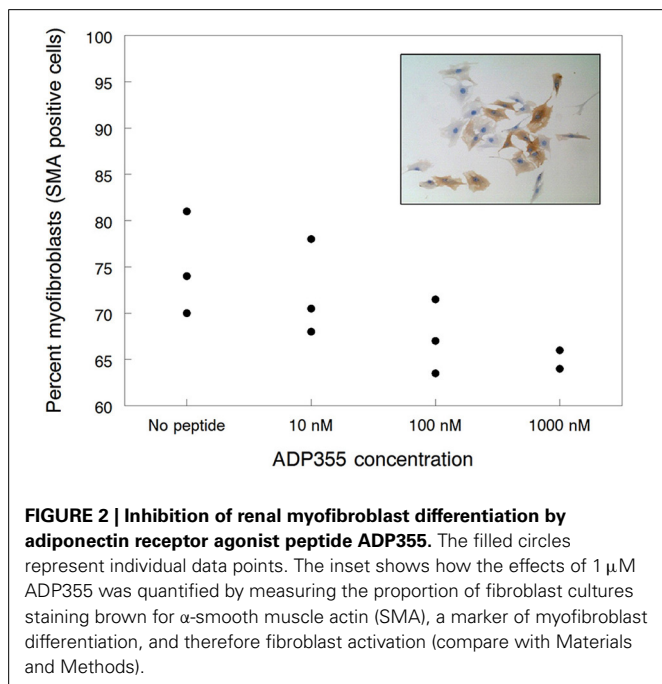 100
95
90
85
80
75
70
65
60
Percent myofibroblasts (SMA positive cells)
No peptide 10 nM 100 nM 1000 nM
ADP355 concentration
FIGURE 2 | Inhibition of renal myofibroblast differentiation by
adiponectin receptor agonist peptide ADP355. The filled circles
represent individual data points. The inset shows how the effects of 1 μM
ADP355 was quantified by measuring the proportion of fibroblast cultures
staining brown for α-smooth muscle actin (SMA), a marker of myofibroblast
differentiation, and therefore fibroblast activation (compare with Materials
and Methods).